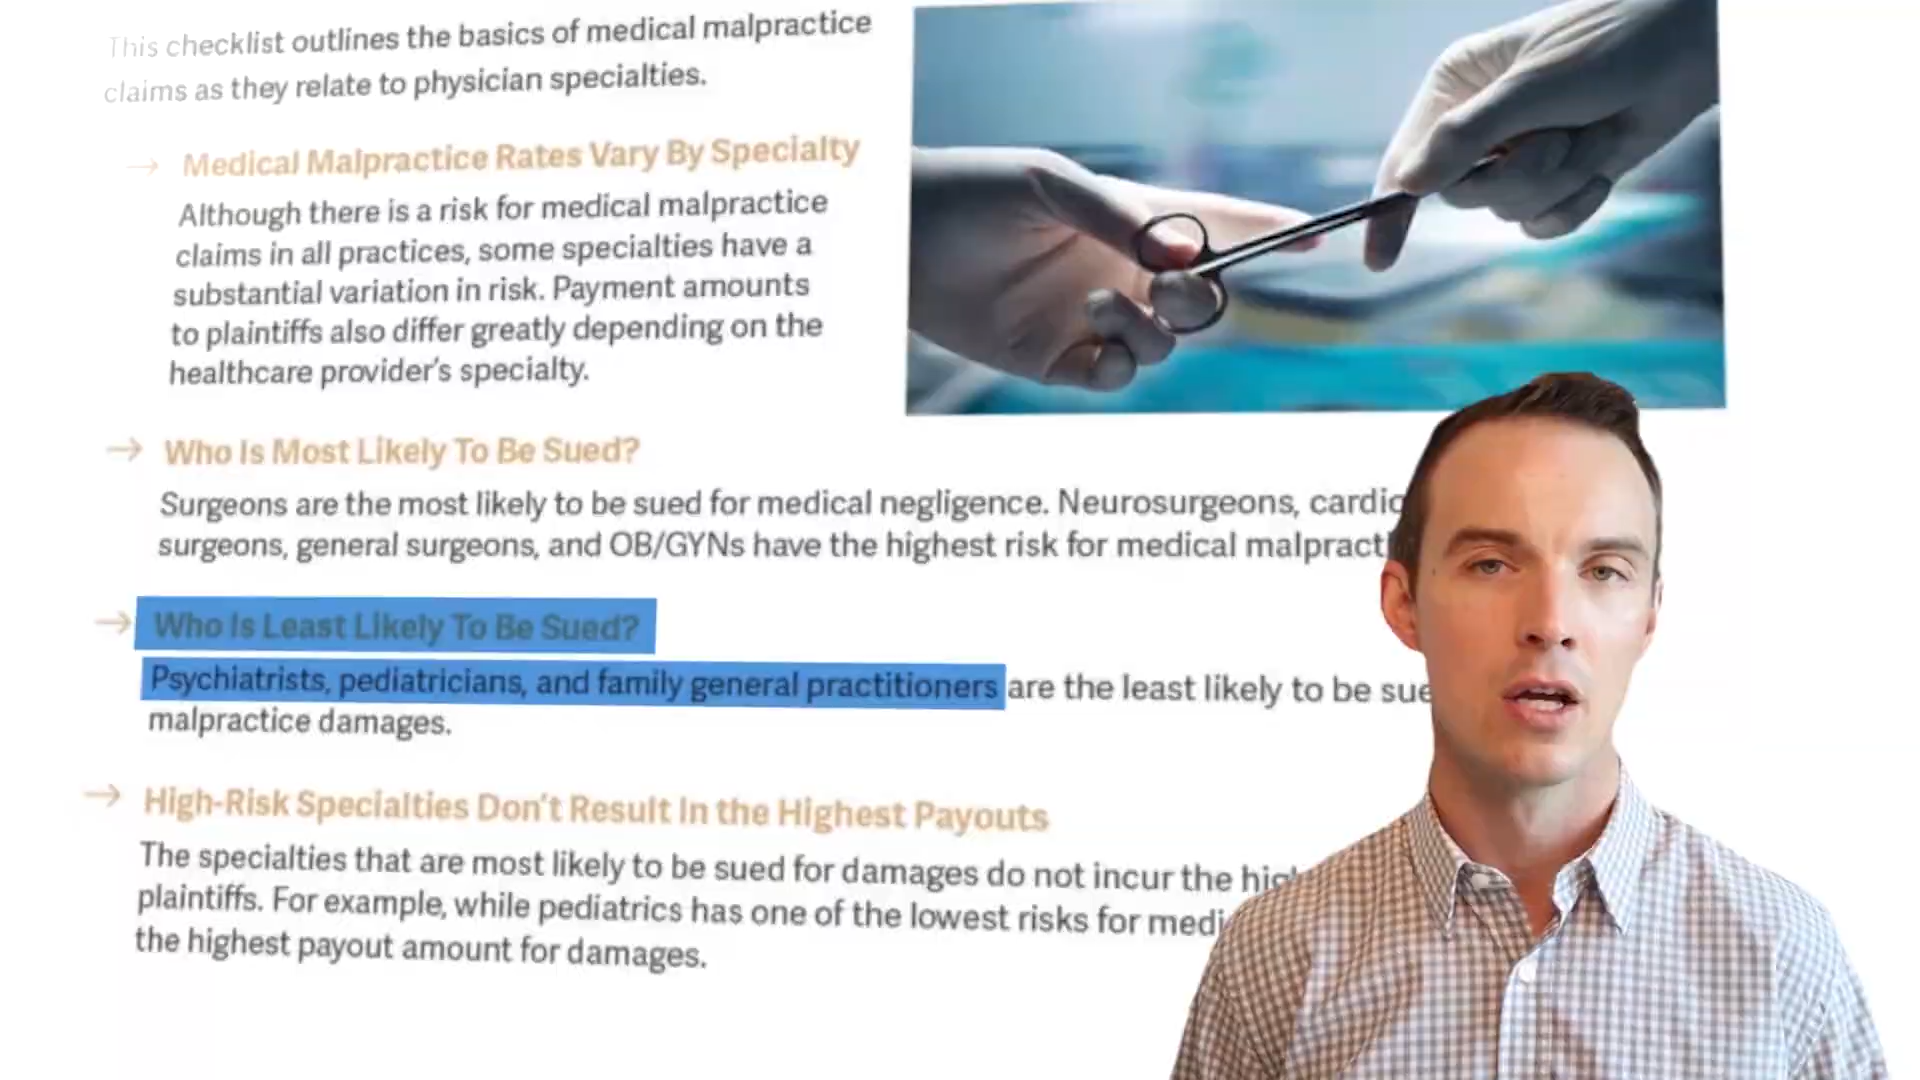 This checklist outlines the basics of medical malpractice
claims as they relate to physician specialties.
→ Medical Malpractice Rates Vary By Specialty
Although there is a risk for medical malpractice
claims in all practices, some specialties have a
substantial variation in risk. Payment amounts
to plaintiffs also differ greatly depending on the
healthcare provider's specialty.
→ Who Is Most Likely To Be Sued?
Surgeons are the most likely to be sued for medical negligence. Neurosurgeons,
surgeons, general surgeons, and OB/GYNs have the highest risk for medical
→ Who Is Least Likely To Be Sued?
Psychiatrists, pediatricians, and family general practitioners are the least likely to be
malpractice damages.
→ High-Risk Specialties Don't Result In the Highest Payouts
The specialties that are most likely to be sued for damages do not incur the
plaintiffs. For example, while pediatrics has one of the lowest risks for
the highest payout amount for damages.